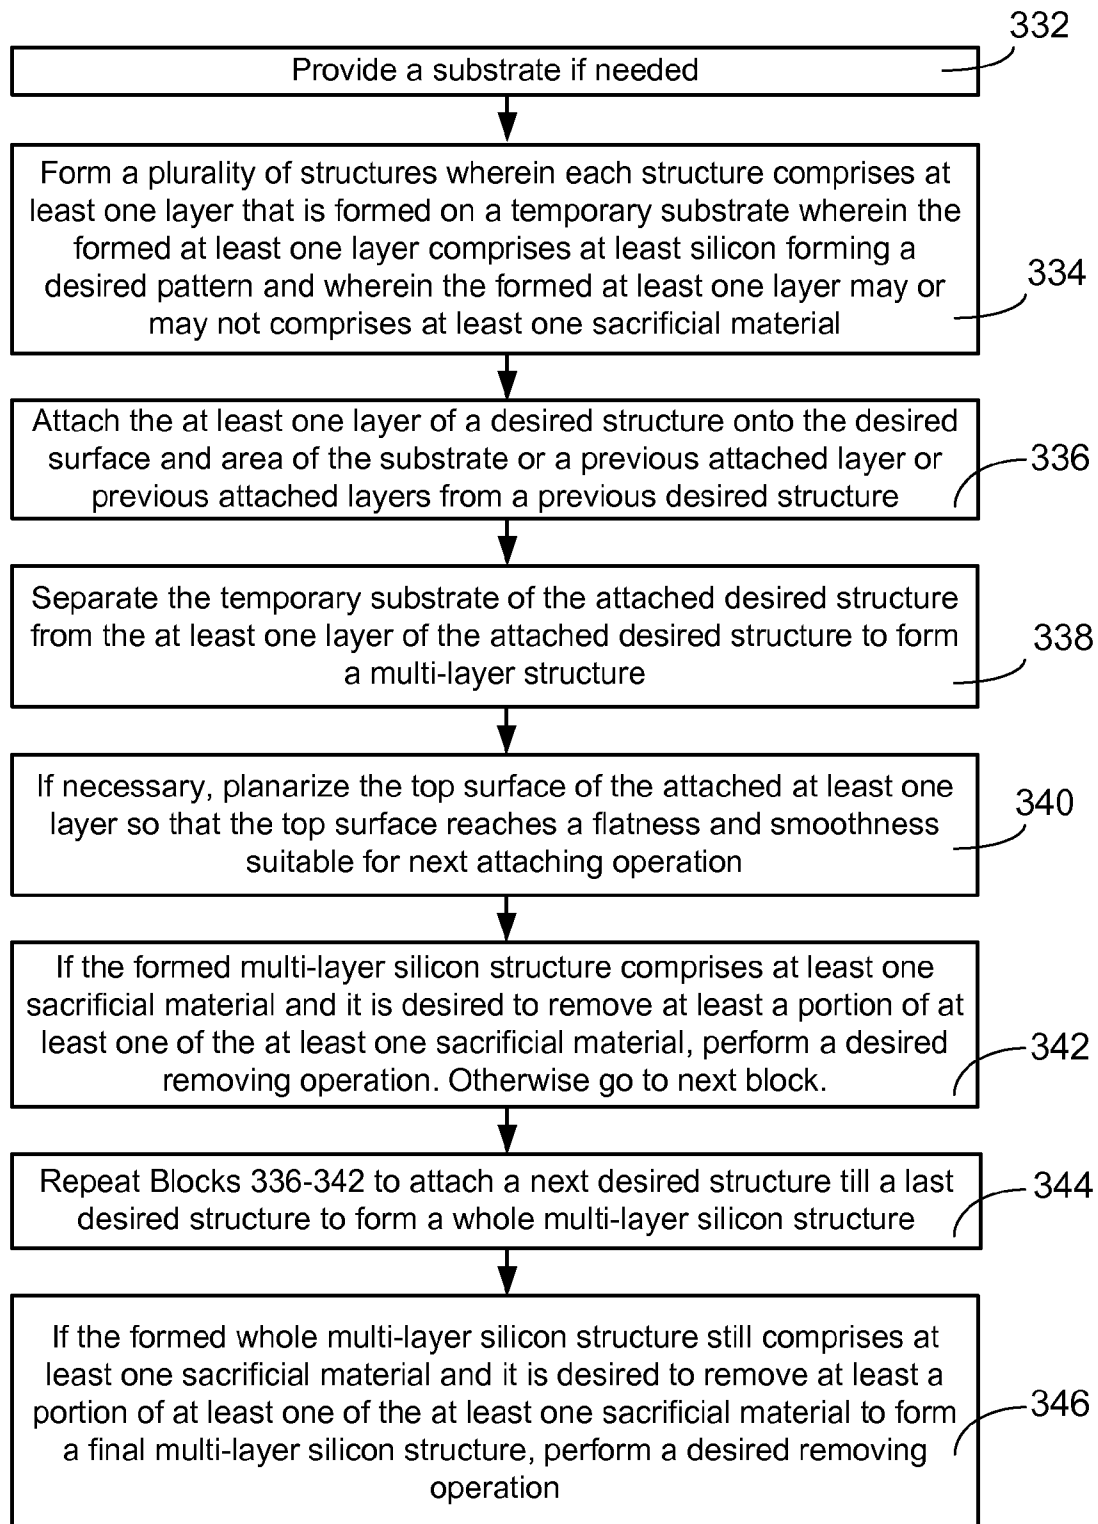 332
Provide a substrate if needed
Form a plurality of structures wherein each structure comprises at
least one layer that is formed on a temporary substrate wherein the
formed at least one layer comprises at least silicon forming a
desired pattern and wherein the formed at least one layer may or
may not comprises at least one sacrificial material
334
Attach the at least one layer of a desired structure onto the desired
surface and area of the substrate or a previous attached layer or
previous attached layers from a previous desired structure
336
Separate the temporary substrate of the attached desired structure
from the at least one layer of the attached desired structure to form
a multi-layer structure
338
If necessary, planarize the top surface of the attached at least one
layer so that the top surface reaches a flatness and smoothness
suitable for next attaching operation
340
If the formed multi-layer silicon structure comprises at least one
sacrificial material and it is desired to remove at least a portion of at
least one of the at least one sacrificial material, perform a desired
removing operation. Otherwise go to next block.
342
Repeat Blocks 336-342 to attach a next desired structure till a last
desired structure to form a whole multi-layer silicon structure
344
If the formed whole multi-layer silicon structure still comprises at
least one sacrificial material and it is desired to remove at least a
portion of at least one of the at least one sacrificial material to form
a final multi-layer silicon structure, perform a desired removing
operation
346